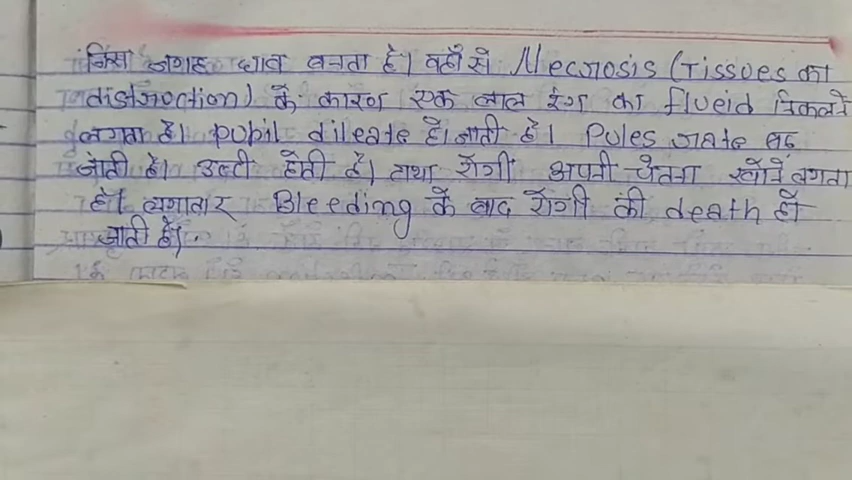 जिस जगह घाव बनता है। वहाँ से Necrosis (Tissues का
distruction) के कारण एक लाल रंग का flueid निकलने
लगता है। pupil dileate हो जाती है। Pules rate बढ़
जाती है। उल्टी होती है। तथा रोगी अपनी चेतना खोने लगता
है। लगातार Bleeding के बाद रोगी की death हो
जाती है।